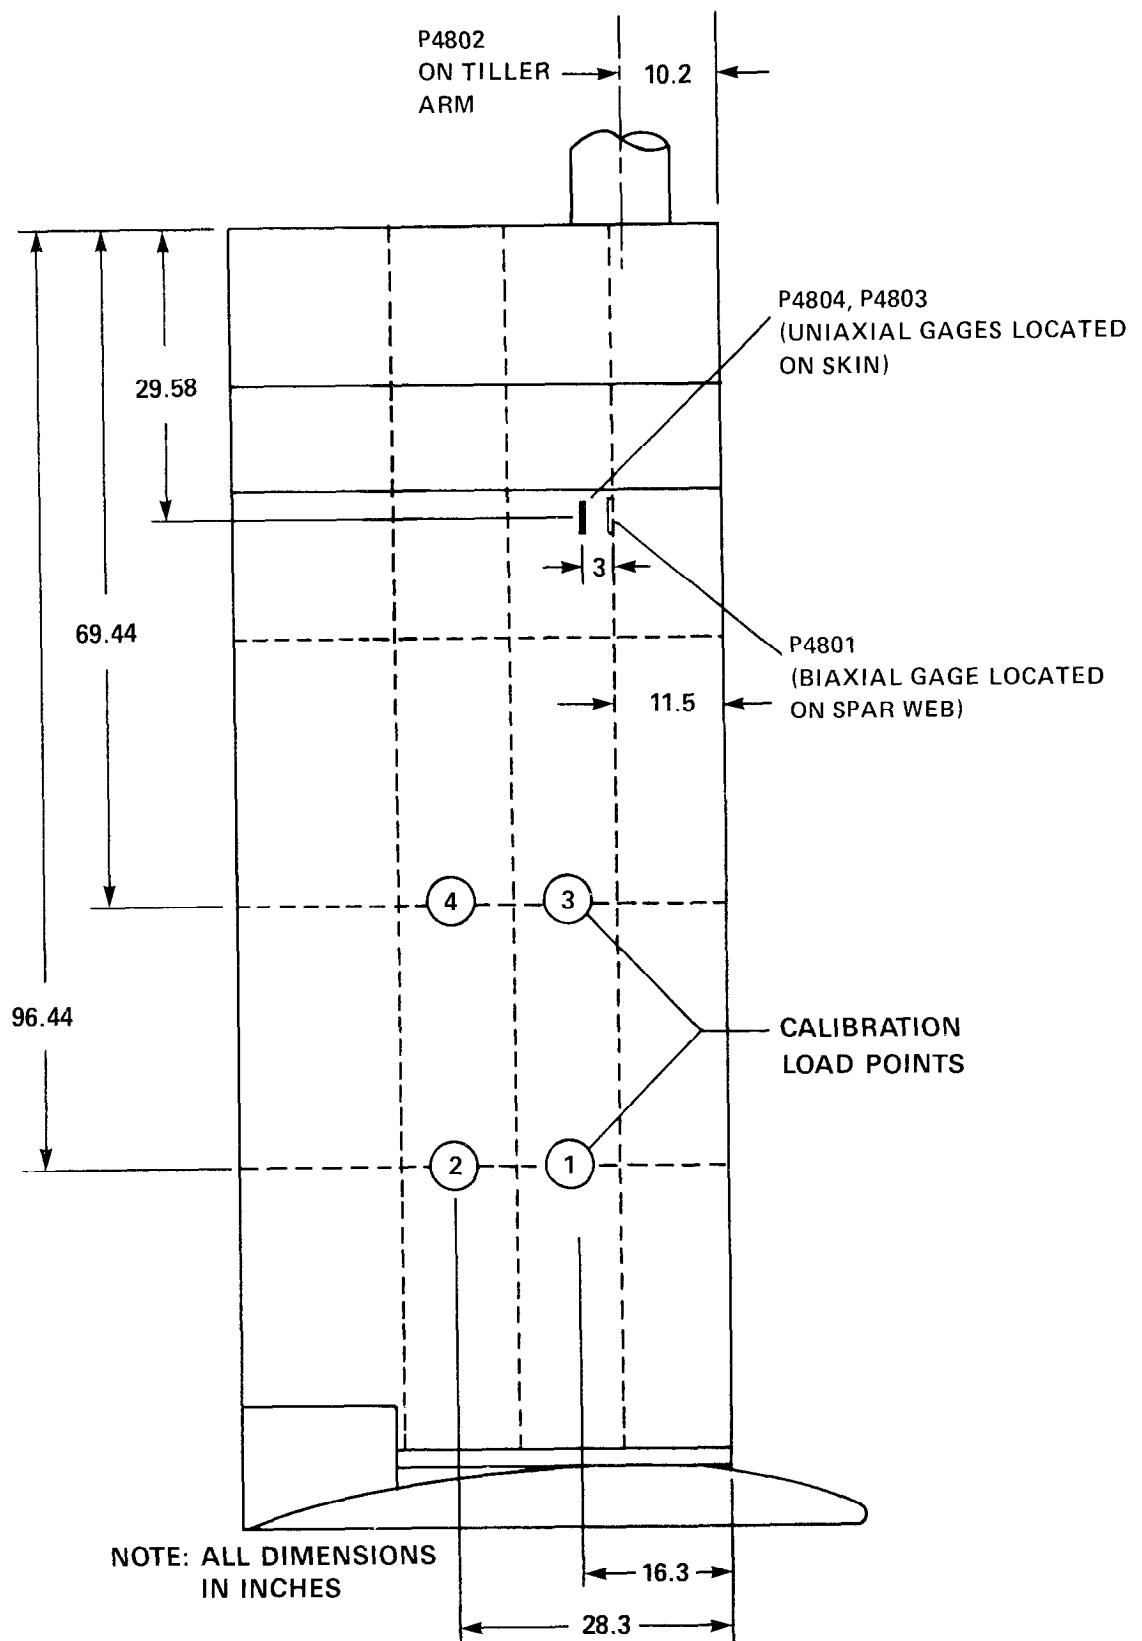 P4802
ON TILLER
ARM
10.2
P4804, P4803
(UNIAXIAL GAGES LOCATED
ON SKIN)
29.58
3
69.44
P4801
(BIAXIAL GAGE LOCATED
ON SPAR WEB)
11.5
4
3
96.44
CALIBRATION
LOAD POINTS
2
1
NOTE: ALL DIMENSIONS
IN INCHES
16.3
28.3